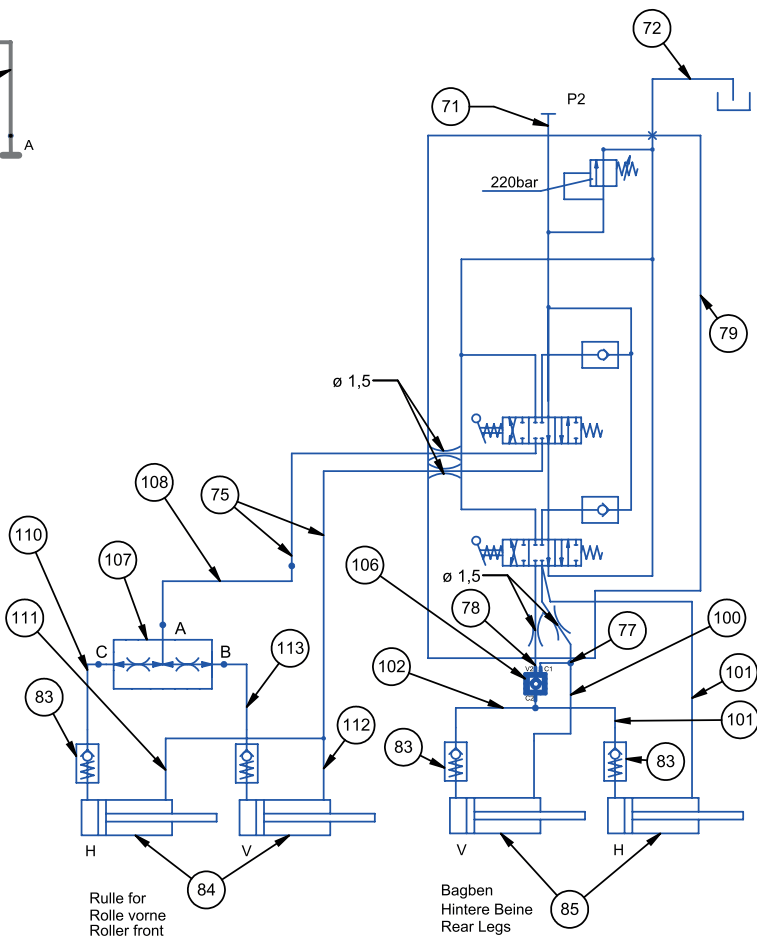 72
71
P2
A
220bar
79
ø 1,5
108
75
110
107
106
ø 1,5
111
A
78
77
100
C
B
113
102
V2
C1
101
83
C2
101
112
83
83
H
V
V
H
84
85
Rulle for
Rolle vorne
Roller front
Bagben
Hintere Beine
Rear Legs